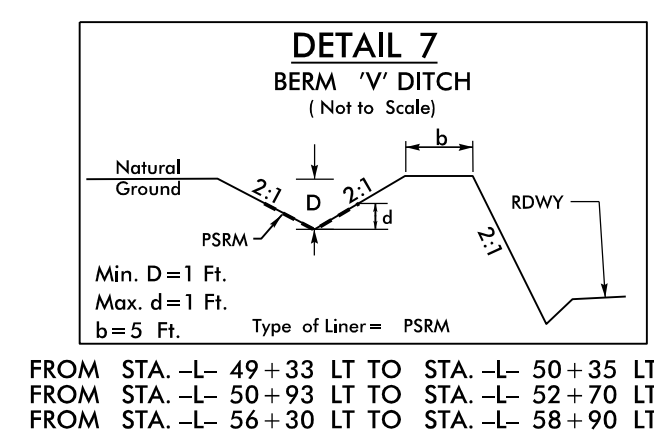 DETAIL 7
BERM 'V' DITCH
( Not to Scale)
b
Natural
Ground
2:1
D
2:1
d
RDWY
PSRM
2:1
Min. D=1 Ft.
Max. d=1 Ft.
b=5 Ft.
Type of Liner= PSRM
FROM STA. -L- 49+33 LT TO STA. -L- 50+35 LT
FROM STA. -L- 50+93 LT TO STA. -L- 52+70 LT
FROM STA. -L- 56+30 LT TO STA. -L- 58+90 LT